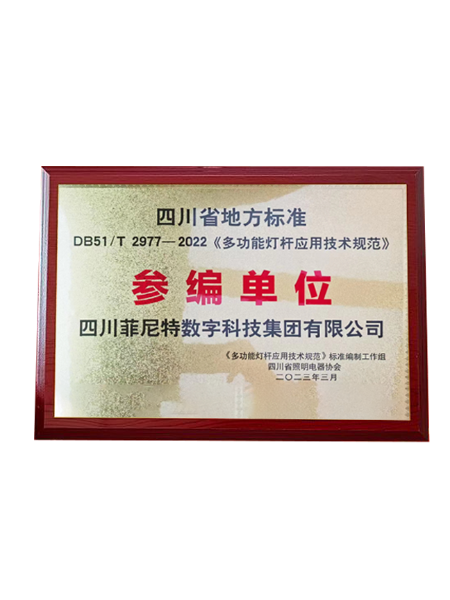 四川省地方标准
DB51/T 2977—2022《多功能灯杆应用技术规范》
参编单位
四川菲尼特数字科技集团有限公司
《多功能灯杆应用技术规范》标准编制工作组
四川省照明电器协会
二〇二三年三月